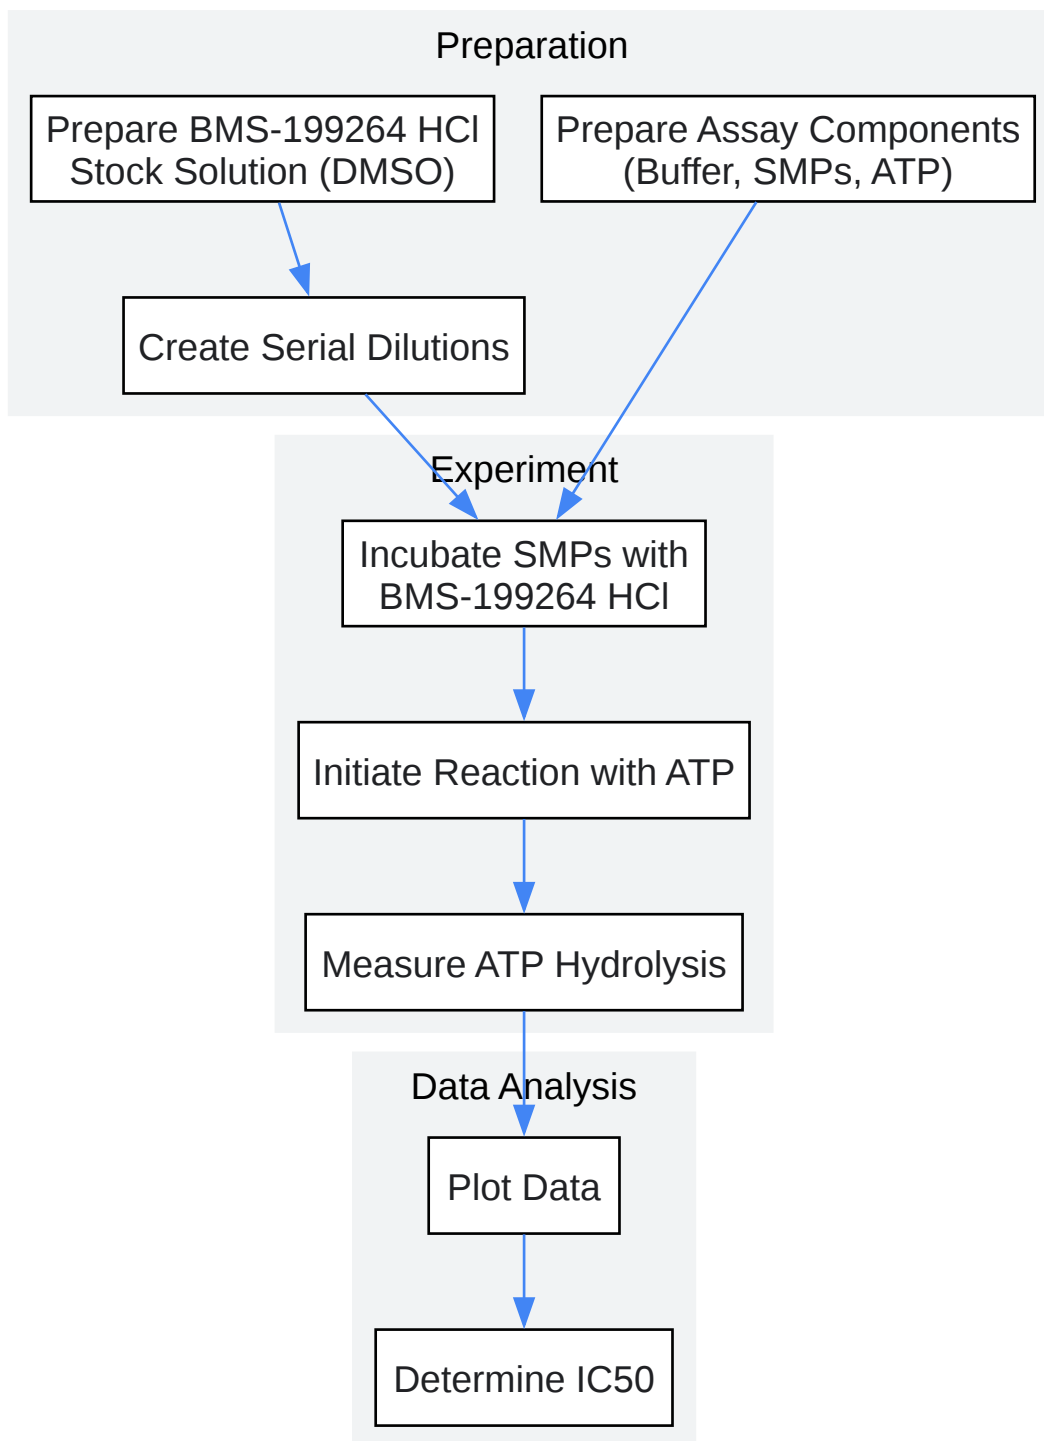 Preparation
Prepare BMS-199264 HCl
Stock Solution (DMSO)
Prepare Assay Components
(Buffer, SMPs, ATP)
Create Serial Dilutions
Experiment
Incubate SMPs with
BMS-199264 HCl
Initiate Reaction with ATP
Measure ATP Hydrolysis
Data Analysis
Plot Data
Determine IC50